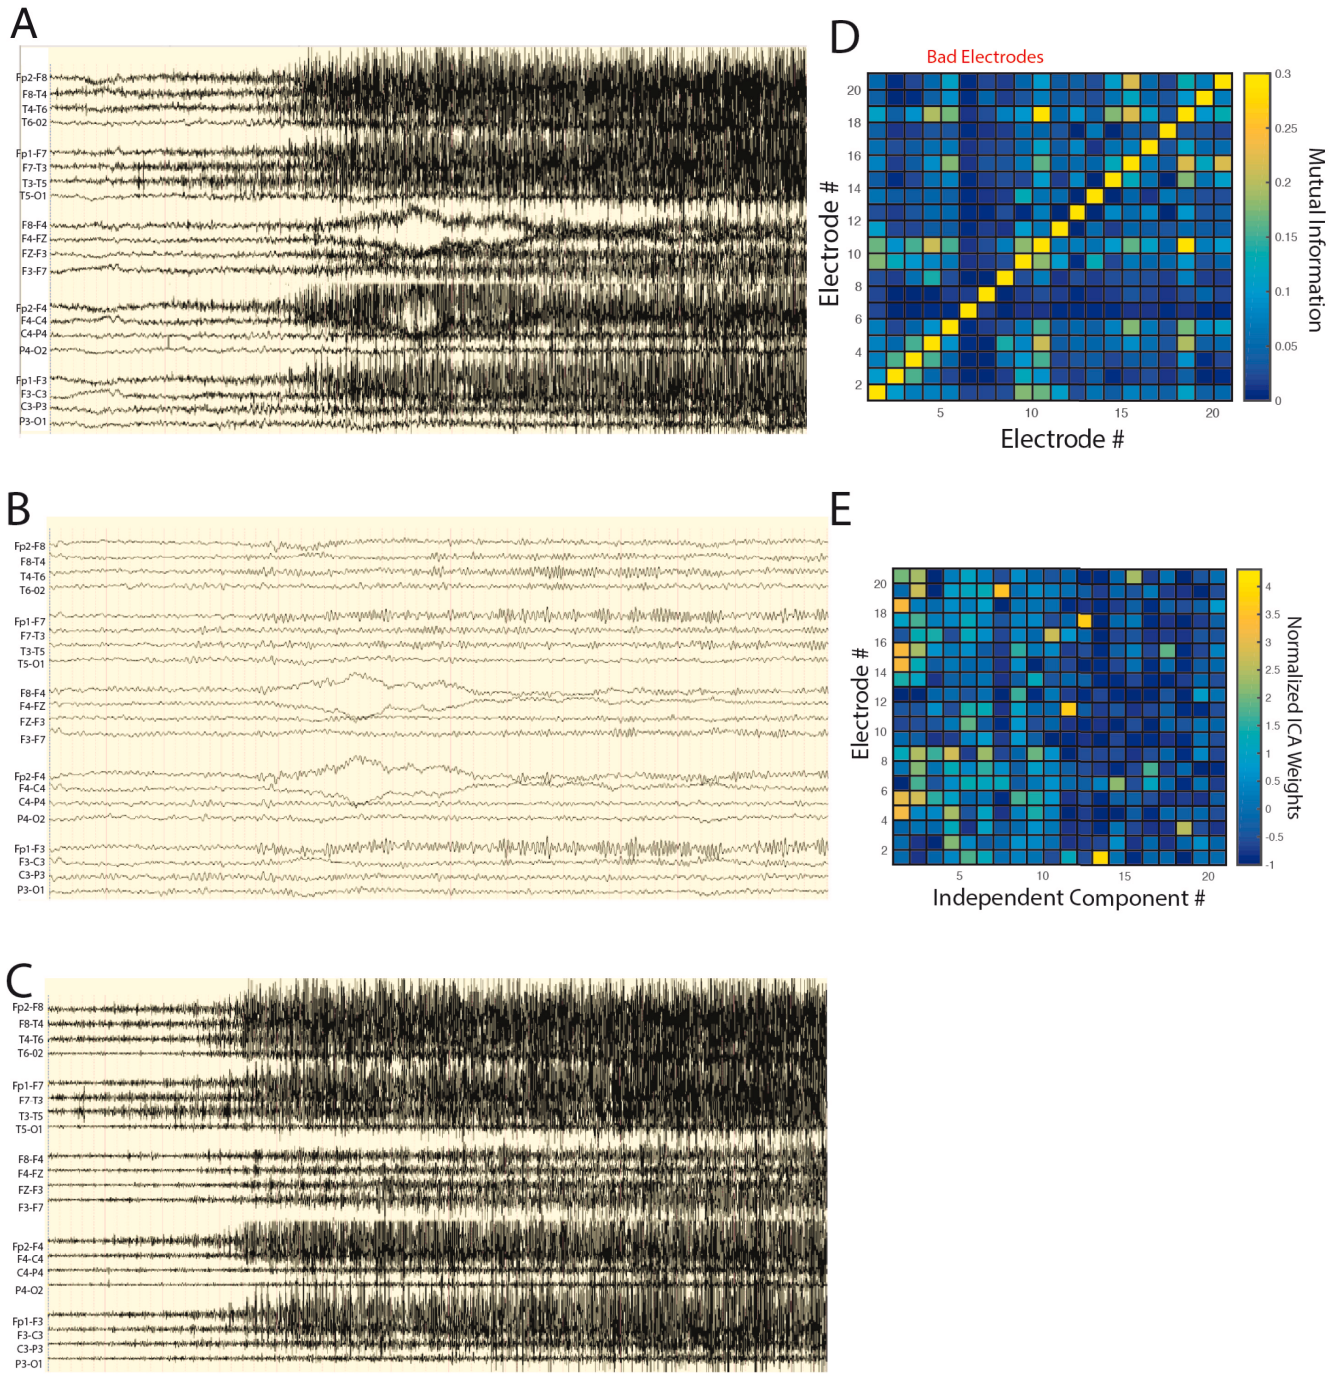 A
Fp2-F8
F8-T4
T4-T6
T6-02
Fp1-F7
F7-T3
T3-T5
T5-O1
F8-F4
F4-FZ
FZ-F3
F3-F7
Fp2-F4
F4-C4
C4-P4
P4-O2
Fp1-F3
F3-C3
C3-P3
P3-O1
B
Fp2-F8
F8-T4
T4-T6
T6-02
Fp1-F7
F7-T3
T3-T5
T5-O1
F8-F4
F4-FZ
FZ-F3
F3-F7
Fp2-F4
F4-C4
C4-P4
P4-O2
Fp1-F3
F3-C3
C3-P3
P3-O1
C
Fp2-F8
F8-T4
T4-T6
T6-02
Fp1-F7
F7-T3
T3-T5
T5-O1
F8-F4
F4-FZ
FZ-F3
F3-F7
Fp2-F4
F4-C4
C4-P4
P4-O2
Fp1-F3
F3-C3
C3-P3
P3-O1
D
Bad Electrodes
Electrode #
20
18
16
14
12
10
8
6
4
2
5 10 15 20
Electrode #
0.3
0.25
0.2
0.15
0.1
0.05
0
Mutual Information
E
Electrode #
20
18
16
14
12
10
8
6
4
2
5 10 15 20
Independent Component #
4
3.5
3
2.5
2
1.5
1
0.5
0
-0.5
-1
Normalized ICA Weights